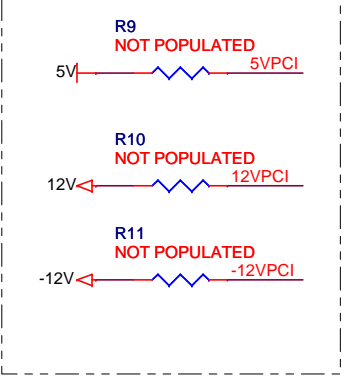 R9
NOT POPULATED
5V 5VPCI
R10
NOT POPULATED
12V 12VPCI
R11
NOT POPULATED
-12V -12VPCI